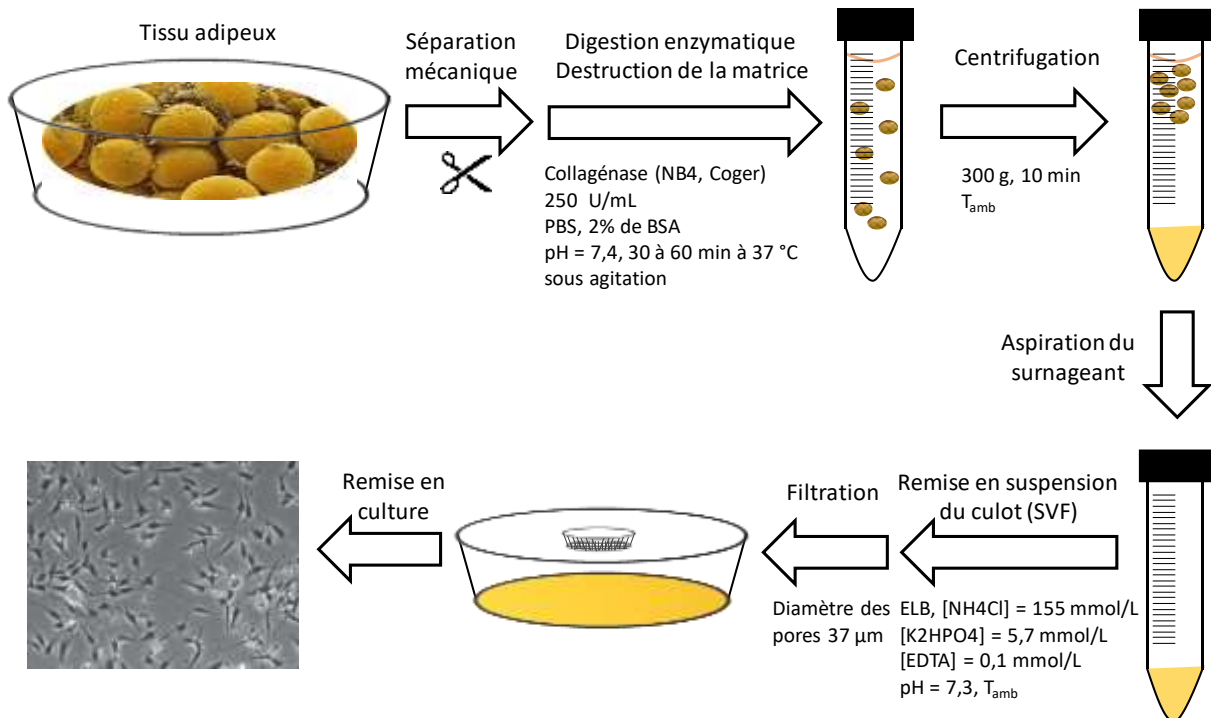 Tissu adipeux
Séparation
mécanique
Digestion enzymatique
Destruction de la matrice
Collagénase (NB4, Coger)
250 U/mL
PBS, 2% de BSA
pH = 7,4, 30 à 60 min à 37 °C
sous agitation
Centrifugation
300 g, 10 min
Tamb
Aspiration du
surnageant
Remise en suspension
du culot (SVF)
ELB, [NH4Cl] = 155 mmol/L
[K2HPO4] = 5,7 mmol/L
[EDTA] = 0,1 mmol/L
pH = 7,3, Tamb
Filtration
Diamètre des
pores 37 µm
Remise en
culture